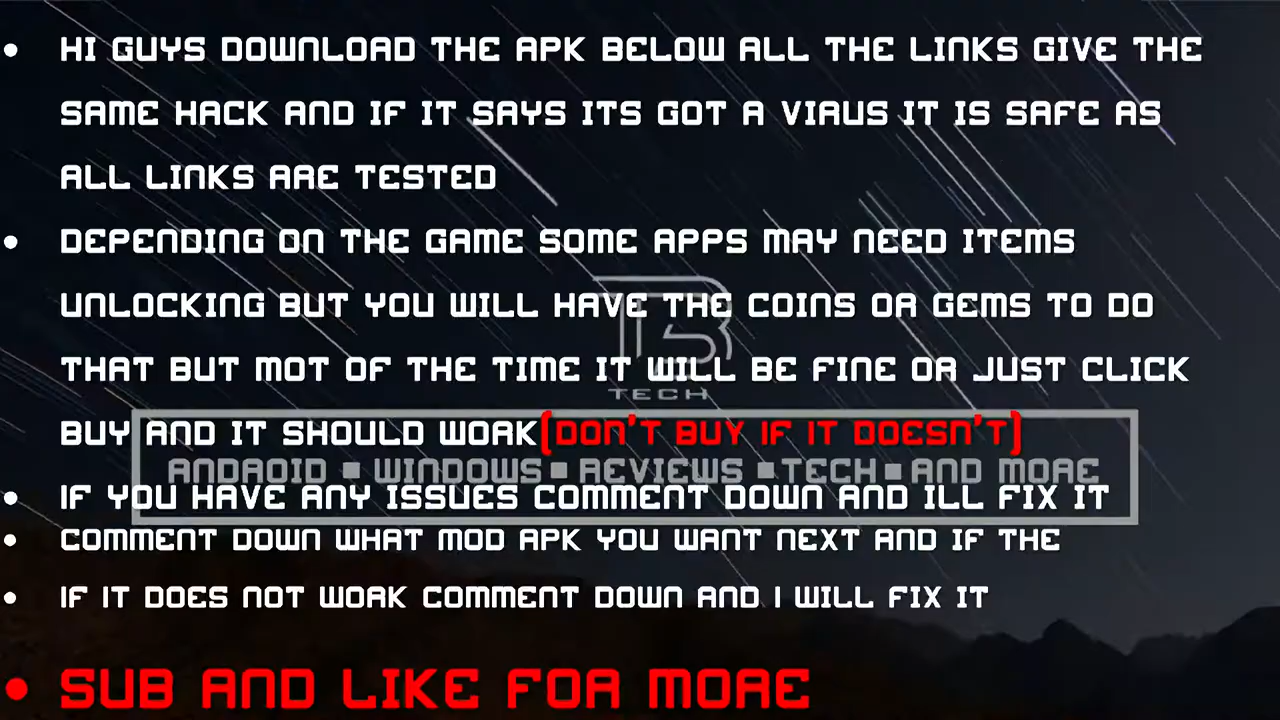 • HI GUYS DOWNLOAD THE APK BELOW ALL THE LINKS GIVE THE
SAME HACK AND IF IT SAYS ITS GOT A VIRUS IT IS SAFE AS
ALL LINKS ARE TESTED
• DEPENDING ON THE GAME SOME APPS MAY NEED ITEMS
UNLOCKING BUT YOU WILL HAVE THE COINS OR GEMS TO DO
THAT BUT MOT OF THE TIME IT WILL BE FINE OR JUST CLICK
TB
TECH
BUY AND IT SHOULD WORK(DON'T BUY IF IT DOESN'T)
ANDROID ▪ WINDOWS ▪ REVIEWS ▪ TECH ▪ AND MORE
• IF YOU HAVE ANY ISSUES COMMENT DOWN AND ILL FIX IT
• COMMENT DOWN WHAT MOD APK YOU WANT NEXT AND IF THE
• IF IT DOES NOT WORK COMMENT DOWN AND I WILL FIX IT
• SUB AND LIKE FOR MORE